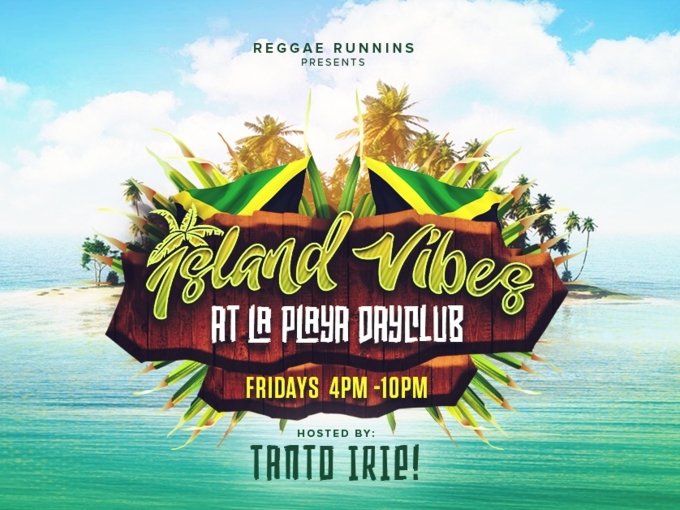 REGGAE RUNNINS
PRESENTS
Island Vibes
AT LA PLAYA DAYCLUB
FRIDAYS 4PM -10PM
HOSTED BY:
TANTO IRIE!